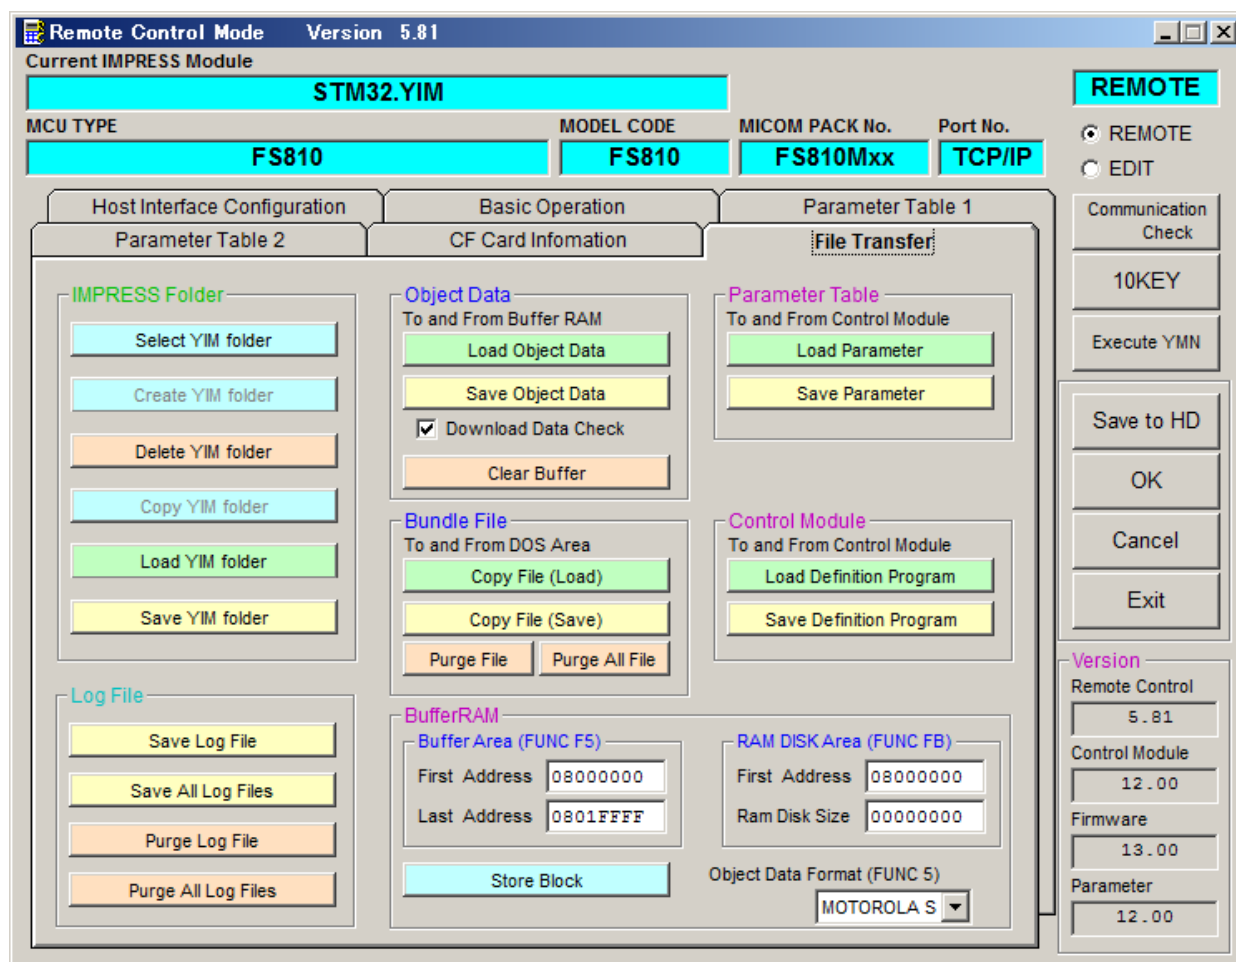 Remote Control Mode Version 5.81
Current IMPRESS Module
STM32.YIM
MCU TYPE
MODEL CODE
MICOM PACK No.
Port No.
FS810
FS810
FS810Mxx
TCP/IP
REMOTE
REMOTE
EDIT
Communication
Check
10KEY
Execute YMN
Save to HD
OK
Cancel
Exit
Host Interface Configuration
Basic Operation
Parameter Table 1
Parameter Table 2
CF Card Infomation
File Transfer
IMPRESS Folder
Select YIM folder
Create YIM folder
Delete YIM folder
Copy YIM folder
Load YIM folder
Save YIM folder
Log File
Save Log File
Save All Log Files
Purge Log File
Purge All Log Files
Object Data
To and From Buffer RAM
Load Object Data
Save Object Data
Download Data Check
Clear Buffer
Bundle File
To and From DOS Area
Copy File (Load)
Copy File (Save)
Purge File
Purge All File
Parameter Table
To and From Control Module
Load Parameter
Save Parameter
Control Module
To and From Control Module
Load Definition Program
Save Definition Program
BufferRAM
Buffer Area (FUNC F5)
First Address 08000000
Last Address 0801FFFF
RAM DISK Area (FUNC FB)
First Address 08000000
Ram Disk Size 00000000
Store Block
Object Data Format (FUNC 5)
MOTOROLA S
Version
Remote Control
5.81
Control Module
12.00
Firmware
13.00
Parameter
12.00